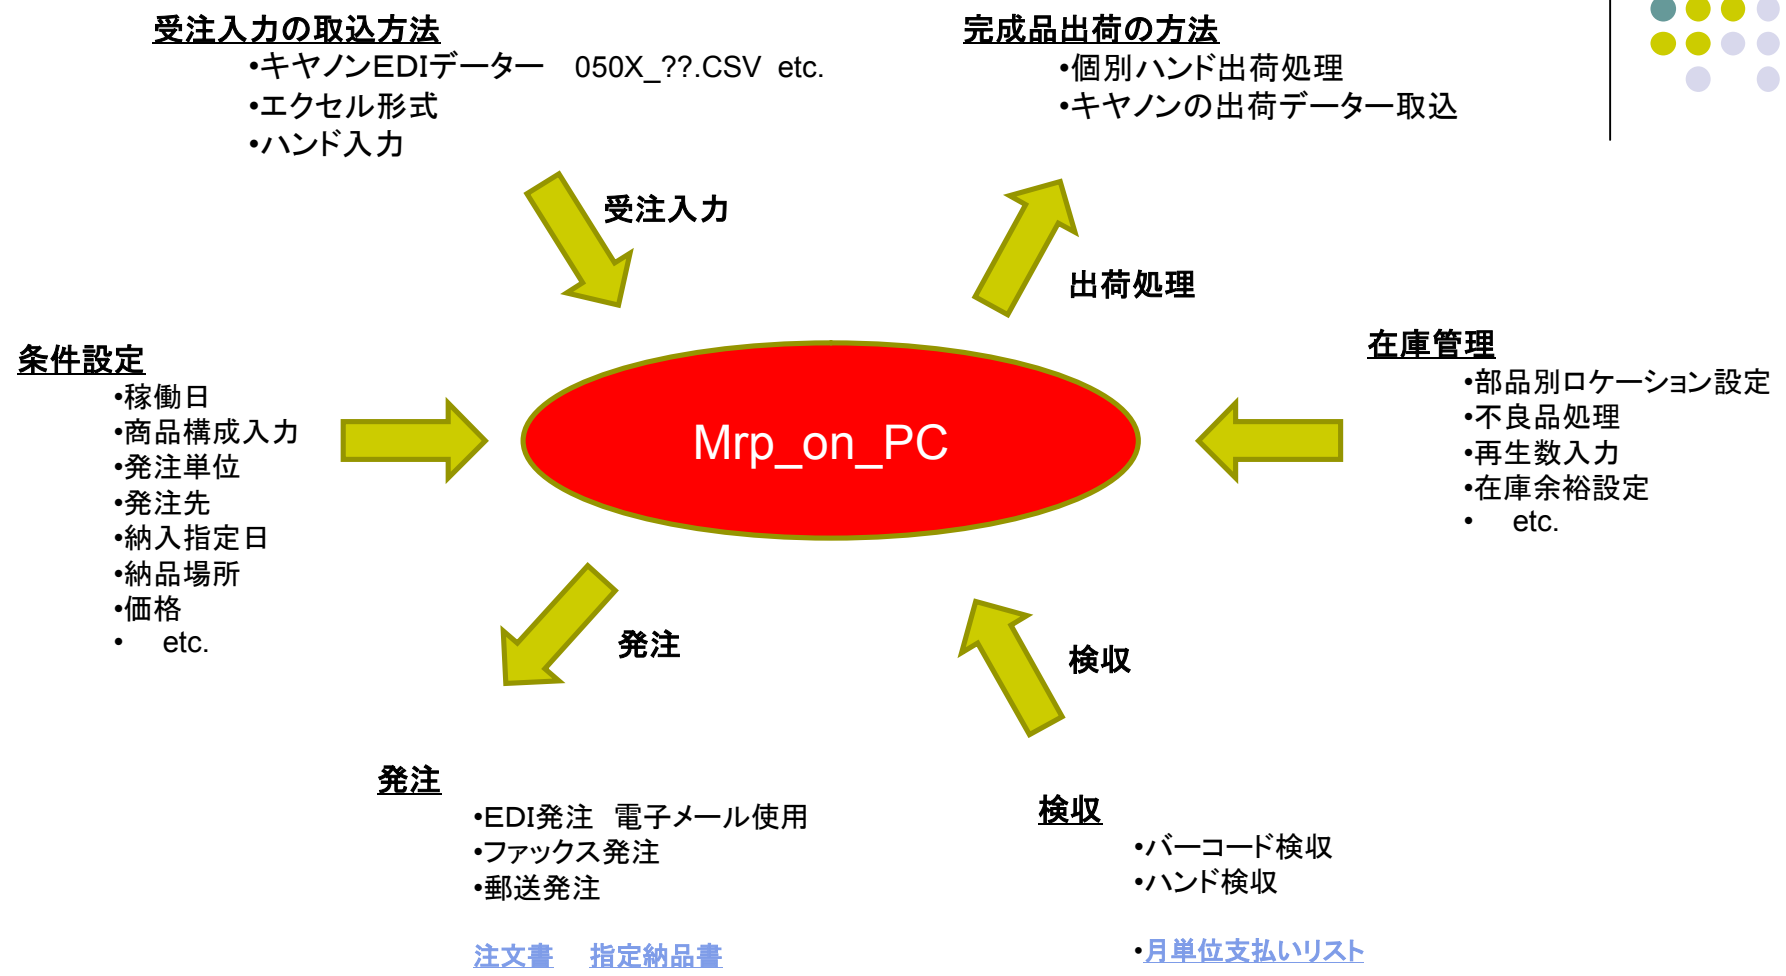 受注入力の取込方法
•キヤノンEDIデーター　050X_??.CSV etc.
•エクセル形式
•ハンド入力
完成品出荷の方法
•個別ハンド出荷処理
•キヤノンの出荷データー取込
受注入力
出荷処理
条件設定
•稼働日
•商品構成入力
•発注単位
•発注先
•納入指定日
•納品場所
•価格
•　etc.
Mrp_on_PC
在庫管理
•部品別ロケーション設定
•不良品処理
•再生数入力
•在庫余裕設定
•　etc.
発注
検収
発注
•EDI発注　電子メール使用
•ファックス発注
•郵送発注
注文書　指定納品書
検収
•バーコード検収
•ハンド検収
•月単位支払いリスト